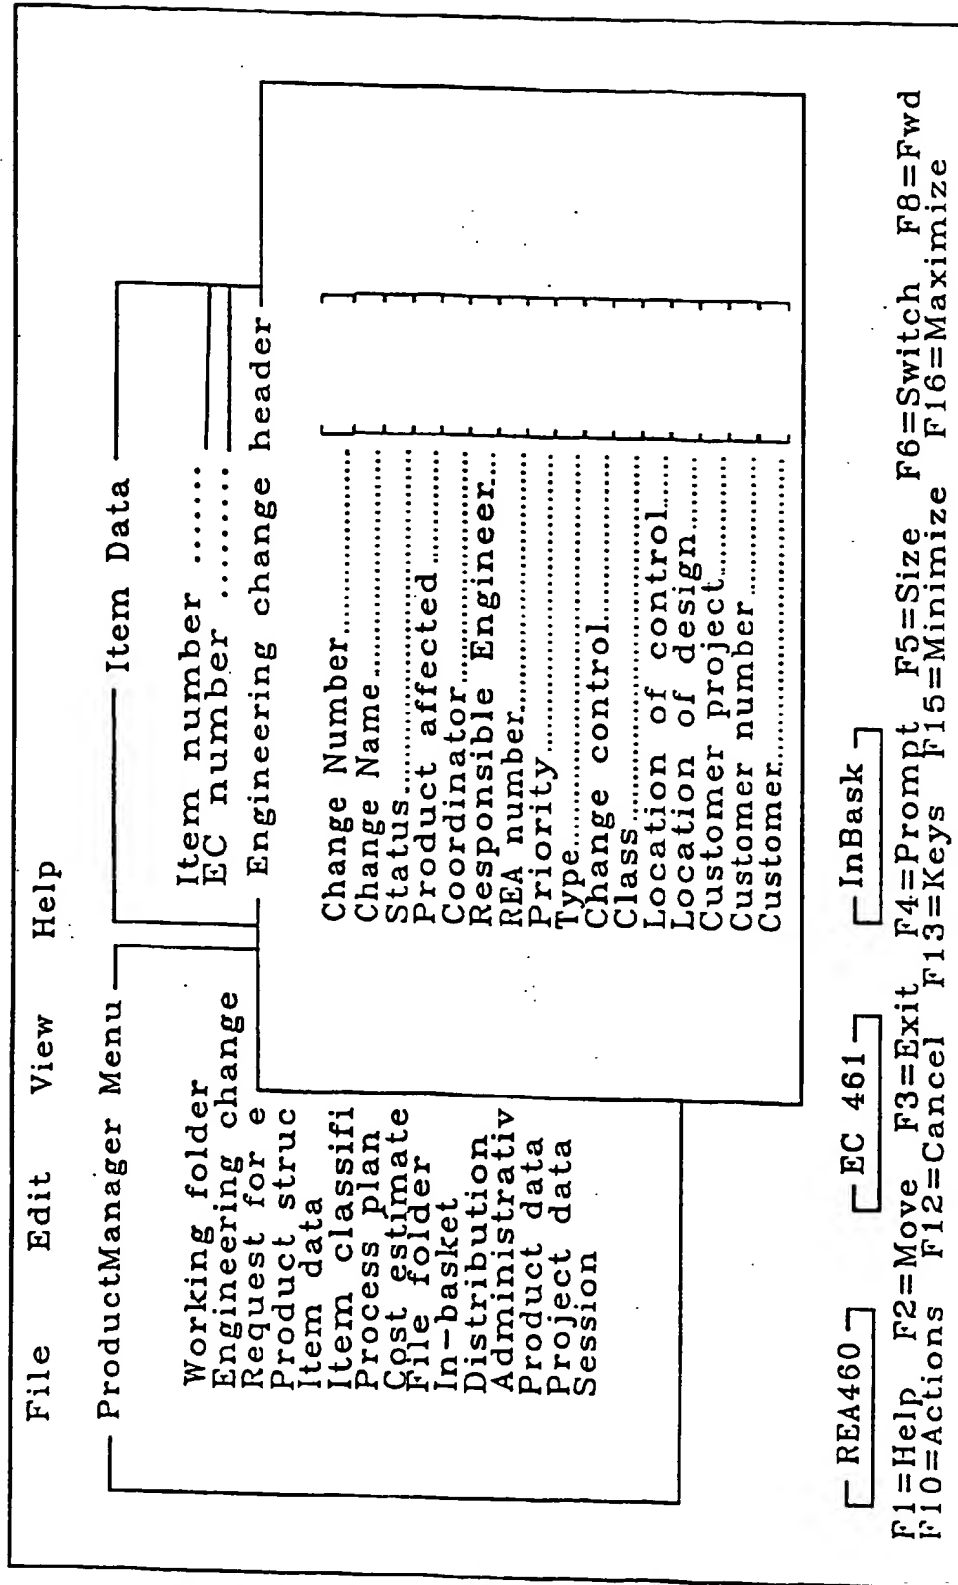 File Edit View Help
ProductManager Menu
Working folder
Engineering change
Request for e
Product struc
Item data
Item classifi
Process plan
Cost estimate
File folder
In-basket
Distribution
Administrativ
Product data
Project data
Session
Item Data
Item number .......
EC number .........
Engineering change header
Change Number....................
Change Name......................
Status...........................
Product affected.................
Coordinator......................
Responsible Engineer....
REA number.......................
Priority.........................
Type.............................
Change control...................
Class............................
Location of control.....
Location of design.......
Customer project.........
Customer number..........
Customer.........................
REA460
EC 461
InBask
F1=Help F2=Move F3=Exit F4=Prompt F5=Size F6=Switch F8=Fwd
F10=Actions F12=Cancel F13=Keys F15=Minimize F16=Maximize